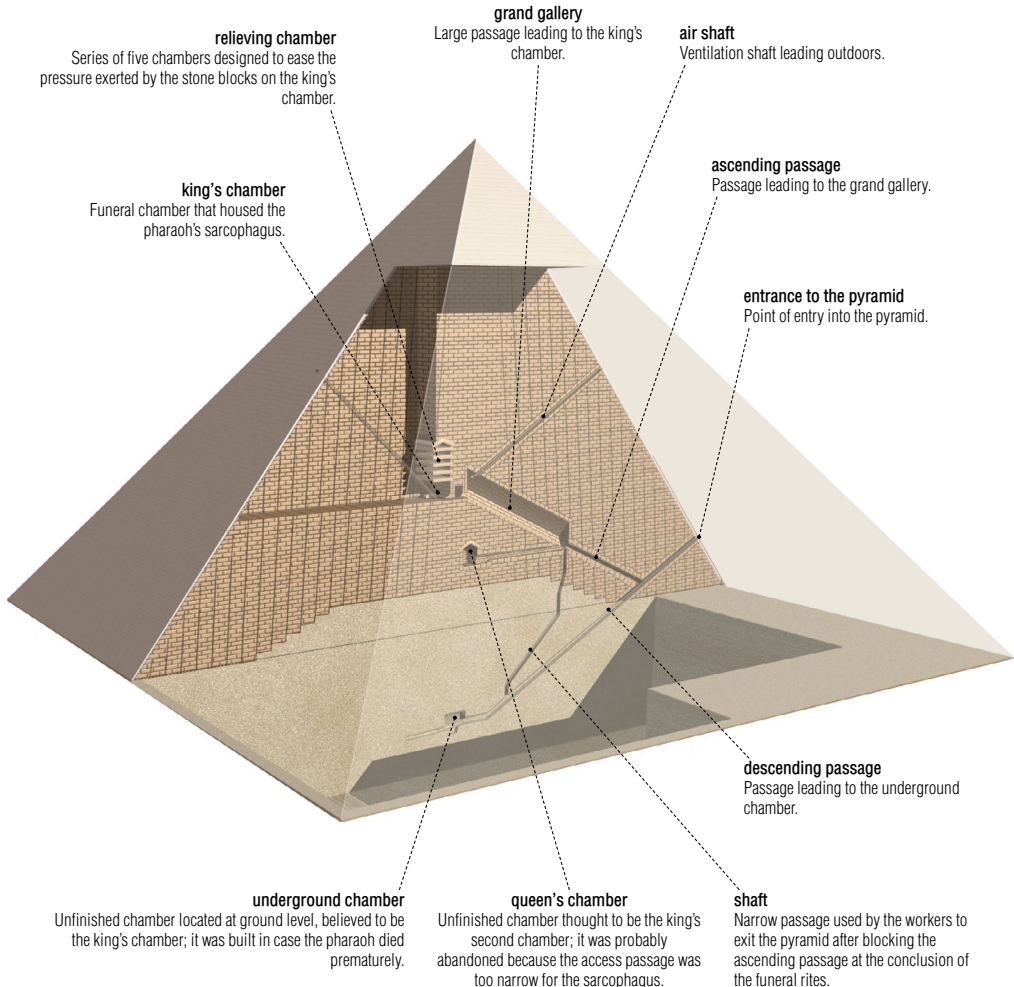 grand gallery
Large passage leading to the king's
chamber.
relieving chamber
Series of five chambers designed to ease the
pressure exerted by the stone blocks on the king's
chamber.
air shaft
Ventilation shaft leading outdoors.
ascending passage
Passage leading to the grand gallery.
king's chamber
Funeral chamber that housed the
pharaoh's sarcophagus.
entrance to the pyramid
Point of entry into the pyramid.
descending passage
Passage leading to the underground
chamber.
underground chamber
Unfinished chamber located at ground level, believed to be
the king's chamber; it was built in case the pharaoh died
prematurely.
queen's chamber
Unfinished chamber thought to be the king's
second chamber; it was probably
abandoned because the access passage was
too narrow for the sarcophagus.
shaft
Narrow passage used by the workers to
exit the pyramid after blocking the
ascending passage at the conclusion of
the funeral rites.